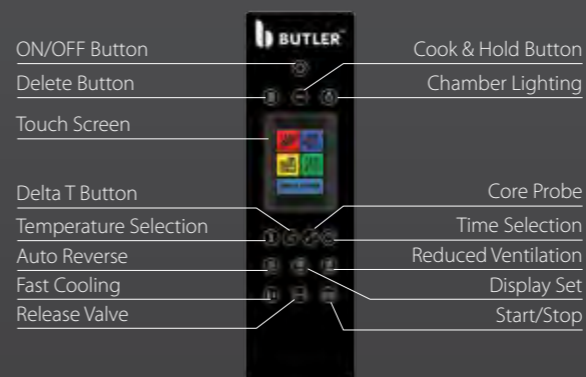 BUTLER
ON/OFF Button
Cook & Hold Button
Delete Button
Chamber Lighting
Touch Screen
Delta T Button
Core Probe
Temperature Selection
Time Selection
Auto Reverse
Reduced Ventilation
Fast Cooling
Display Set
Release Valve
Start/Stop